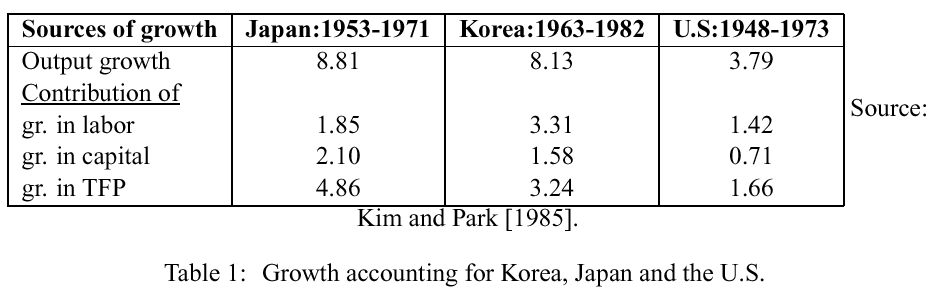 Sources of growth Japan:1953-1971 Korea:1963-1982 U.S:1948-1973
Output growth 8.81 8.13 3.79
Contribution of
gr. in labor 1.85 3.31 1.42
gr. in capital 2.10 1.58 0.71
gr. in TFP 4.86 3.24 1.66
Source:
Kim and Park [1985].
Table 1: Growth accounting for Korea, Japan and the U.S.